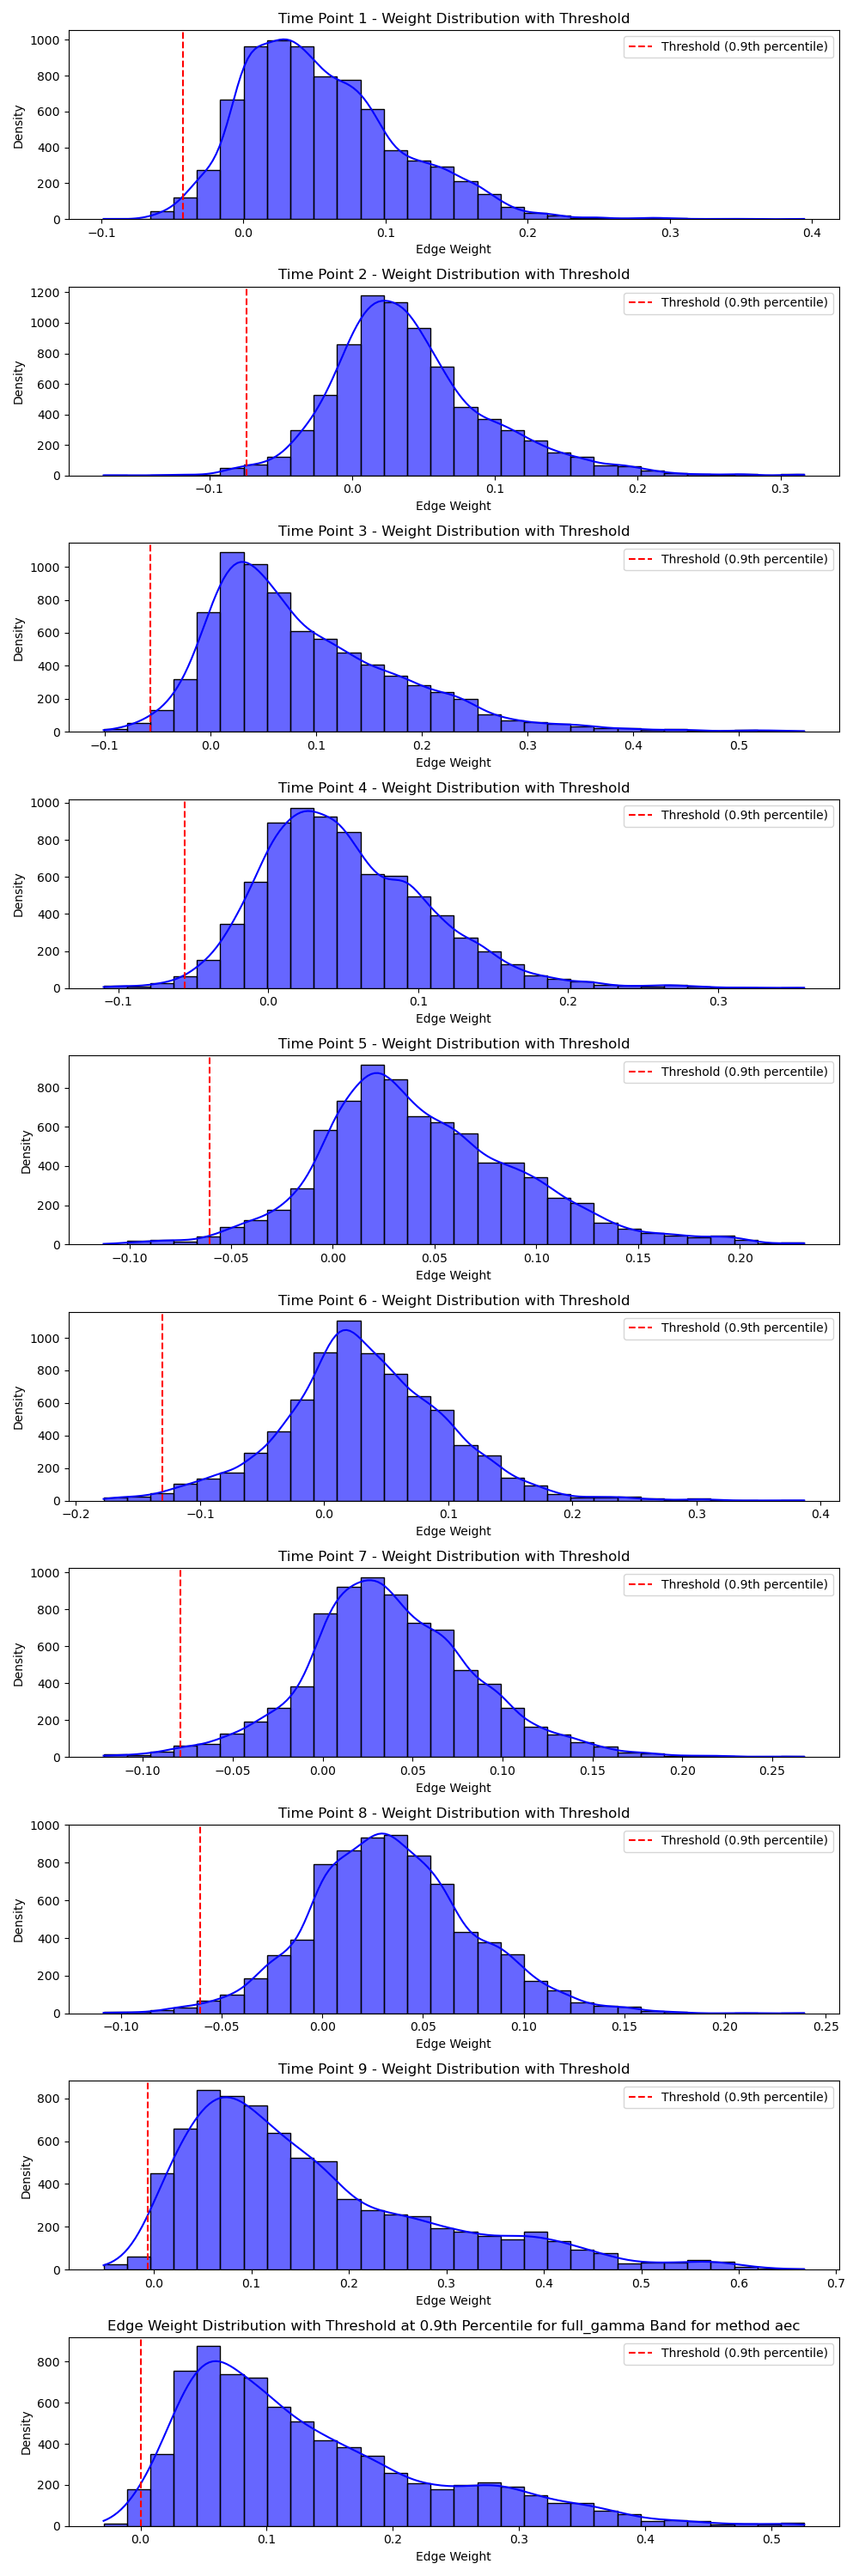 Time Point 1 - Weight Distribution with Threshold
Threshold (0.9th percentile)
Density
1000
800
600
400
200
0
−0.1 0.0 0.1 0.2 0.3 0.4
Edge Weight
Time Point 2 - Weight Distribution with Threshold
Threshold (0.9th percentile)
Density
1200
1000
800
600
400
200
0
−0.1 0.0 0.1 0.2 0.3
Edge Weight
Time Point 3 - Weight Distribution with Threshold
Threshold (0.9th percentile)
Density
1000
800
600
400
200
0
−0.1 0.0 0.1 0.2 0.3 0.4 0.5
Edge Weight
Time Point 4 - Weight Distribution with Threshold
Threshold (0.9th percentile)
Density
1000
800
600
400
200
0
−0.1 0.0 0.1 0.2 0.3
Edge Weight
Time Point 5 - Weight Distribution with Threshold
Threshold (0.9th percentile)
Density
800
600
400
200
0
−0.10 −0.05 0.00 0.05 0.10 0.15 0.20
Edge Weight
Time Point 6 - Weight Distribution with Threshold
Threshold (0.9th percentile)
Density
1000
800
600
400
200
0
−0.2 −0.1 0.0 0.1 0.2 0.3 0.4
Edge Weight
Time Point 7 - Weight Distribution with Threshold
Threshold (0.9th percentile)
Density
1000
800
600
400
200
0
−0.10 −0.05 0.00 0.05 0.10 0.15 0.20 0.25
Edge Weight
Time Point 8 - Weight Distribution with Threshold
Threshold (0.9th percentile)
Density
1000
800
600
400
200
0
−0.10 −0.05 0.00 0.05 0.10 0.15 0.20 0.25
Edge Weight
Time Point 9 - Weight Distribution with Threshold
Threshold (0.9th percentile)
Density
800
600
400
200
0
0.0 0.1 0.2 0.3 0.4 0.5 0.6 0.7
Edge Weight
Edge Weight Distribution with Threshold at 0.9th Percentile for full_gamma Band for method aec
Threshold (0.9th percentile)
Density
800
600
400
200
0
0.0 0.1 0.2 0.3 0.4 0.5
Edge Weight